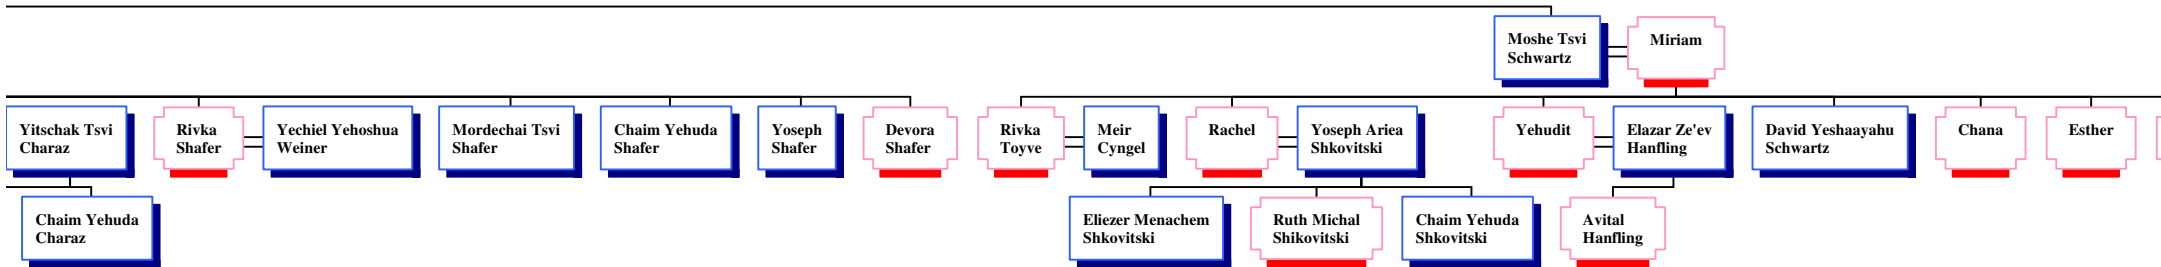 Moshe Tsvi
Schwartz
Miriam
Yitschak Tsvi
Charaz
Rivka
Shafer
Yechiel Yehoshua
Weiner
Mordechai Tsvi
Shafer
Chaim Yehuda
Shafer
Yoseph
Shafer
Devora
Shafer
Rivka
Toyve
Meir
Cyngel
Rachel
Yoseph Ariea
Shkovitski
Yehudit
Elazar Ze'ev
Hanfling
David Yeshaayahu
Schwartz
Chana
Esther
Chaim Yehuda
Charaz
Eliezer Menachem
Shkovitski
Ruth Michal
Shikovitski
Chaim Yehuda
Shkovitski
Avital
Hanfling